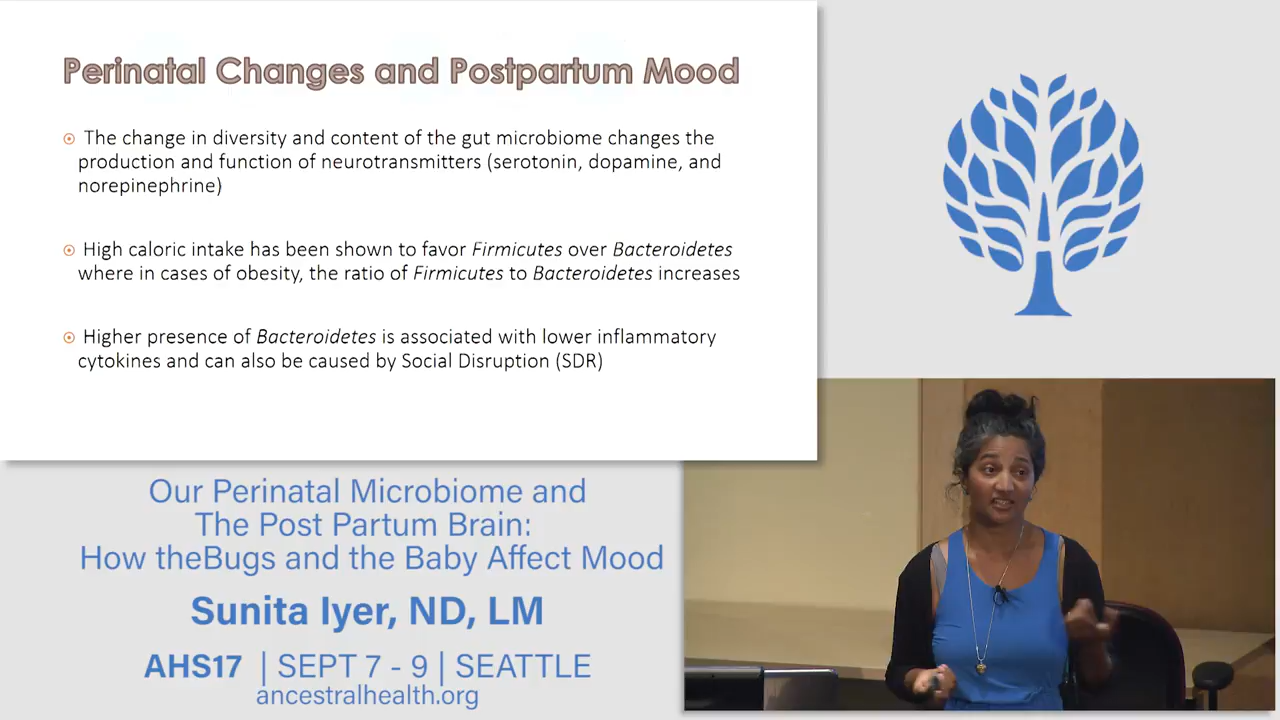 Perinatal Changes and Postpartum Mood
The change in diversity and content of the gut microbiome changes the
production and function of neurotransmitters (serotonin, dopamine, and
norepinephrine)
High caloric intake has been shown to favor Firmicutes over Bacteroidetes
where in cases of obesity, the ratio of Firmicutes to Bacteroidetes increases
Higher presence of Bacteroidetes is associated with lower inflammatory
cytokines and can also be caused by Social Disruption (SDR)
Our Perinatal Microbiome and
The Post Partum Brain:
How theBugs and the Baby Affect Mood
Sunita Iyer, ND, LM
AHS17 | SEPT 7 - 9 | SEATTLE
ancestralhealth.org